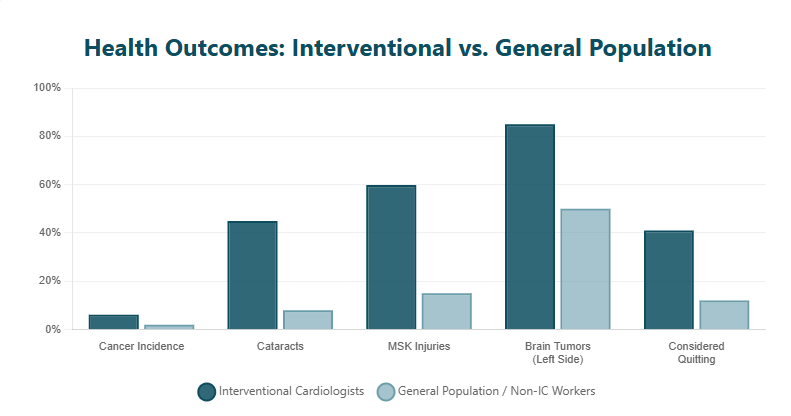 Health Outcomes: Interventional vs. General Population
100%
80%
60%
40%
20%
0%
Cancer Incidence
Cataracts
MSK Injuries
Brain Tumors
(Left Side)
Considered
Quitting
Interventional Cardiologists
General Population / Non-IC Workers